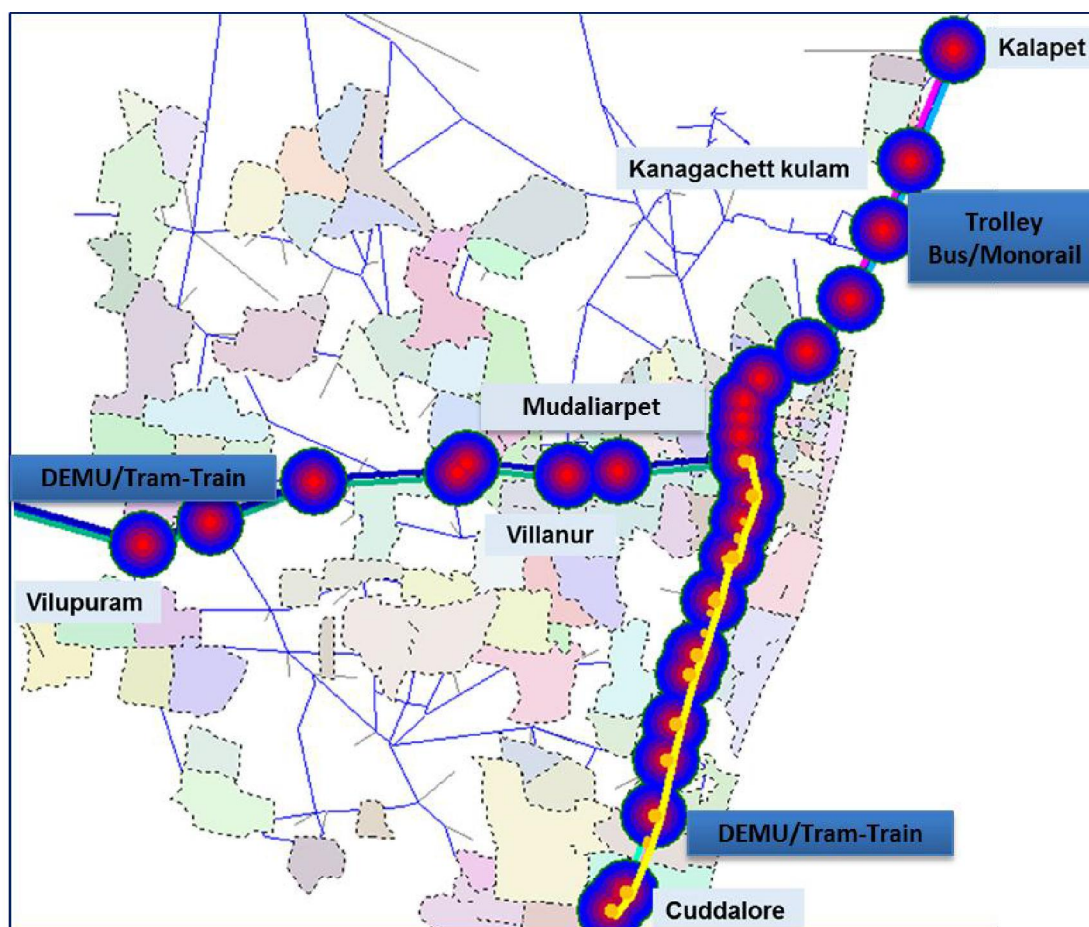 Kalapet
Kanagachett kulam
Trolley
Bus/Monorail
Mudaliarpet
DEMU/Tram-Train
Villanur
Vilupuram
DEMU/Tram-Train
Cuddalore